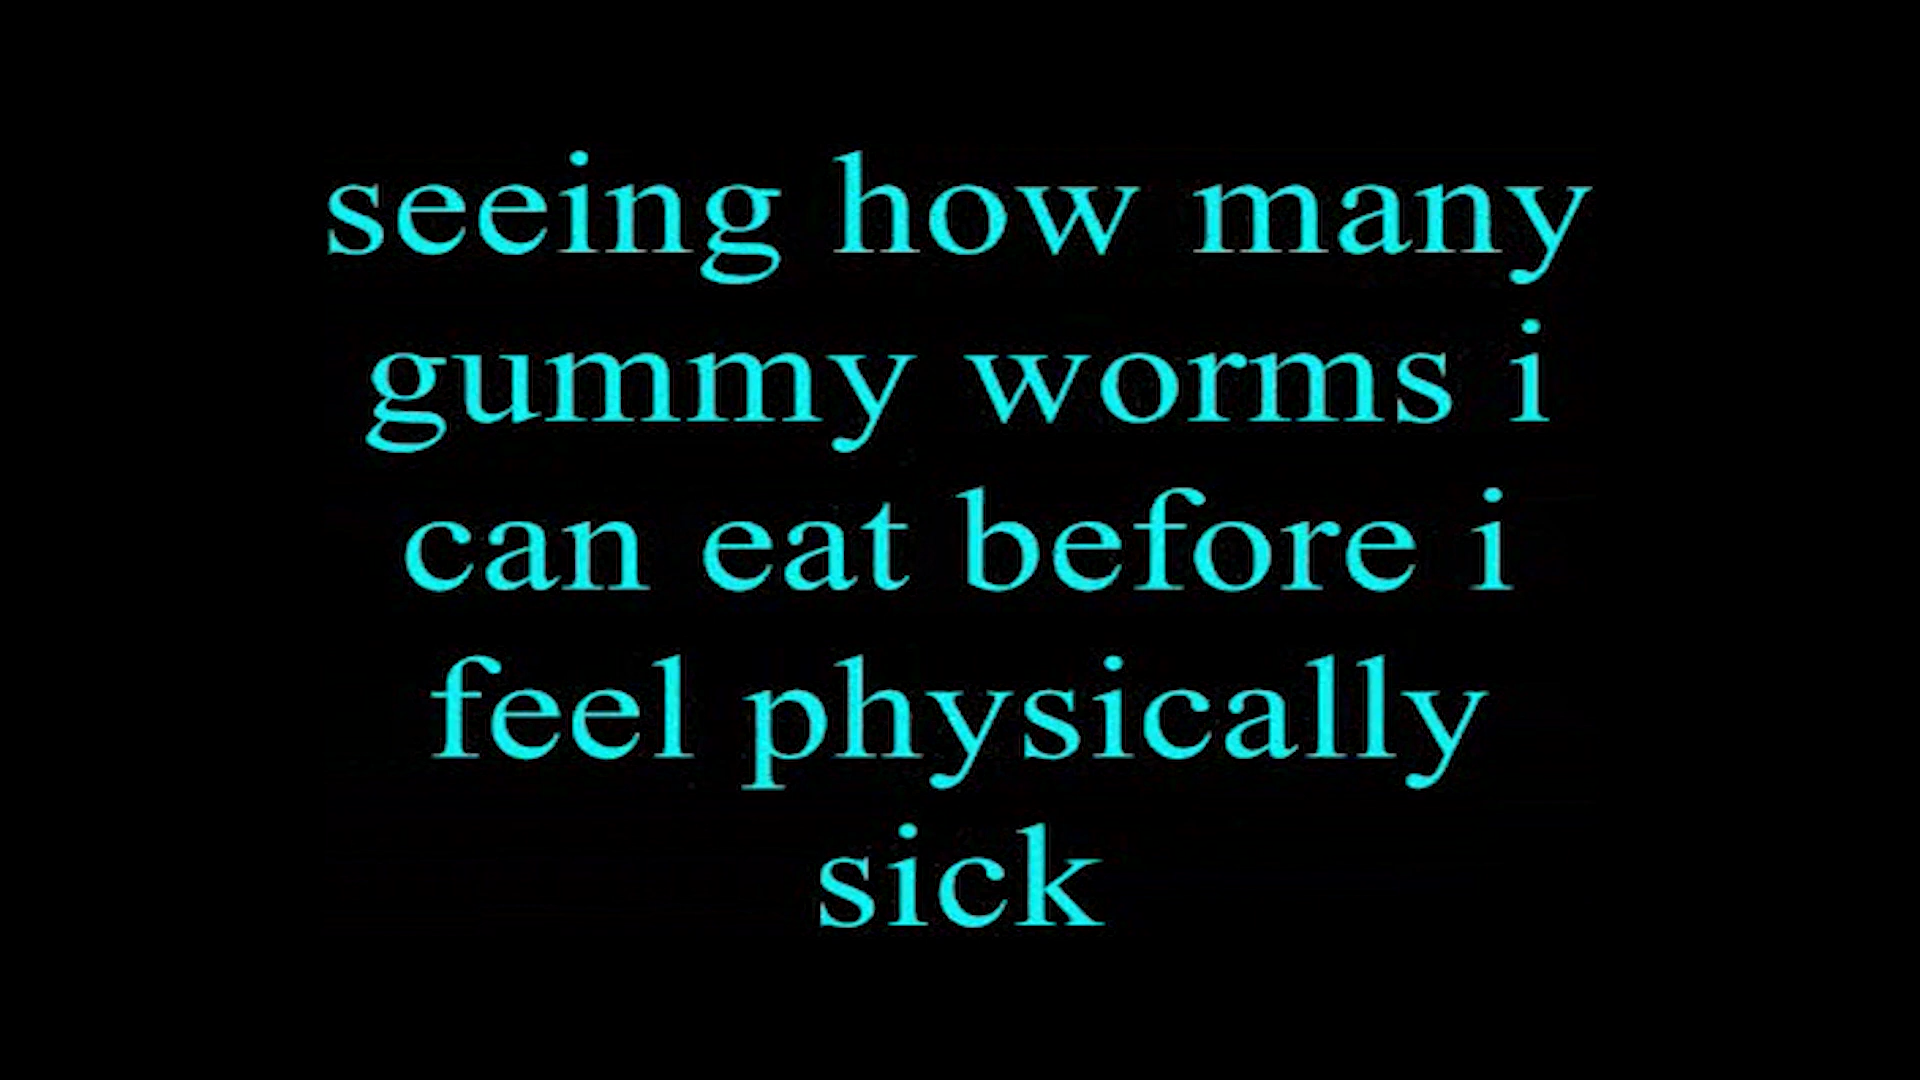 seeing how many
gummy worms i
can eat before i
feel physically
sick